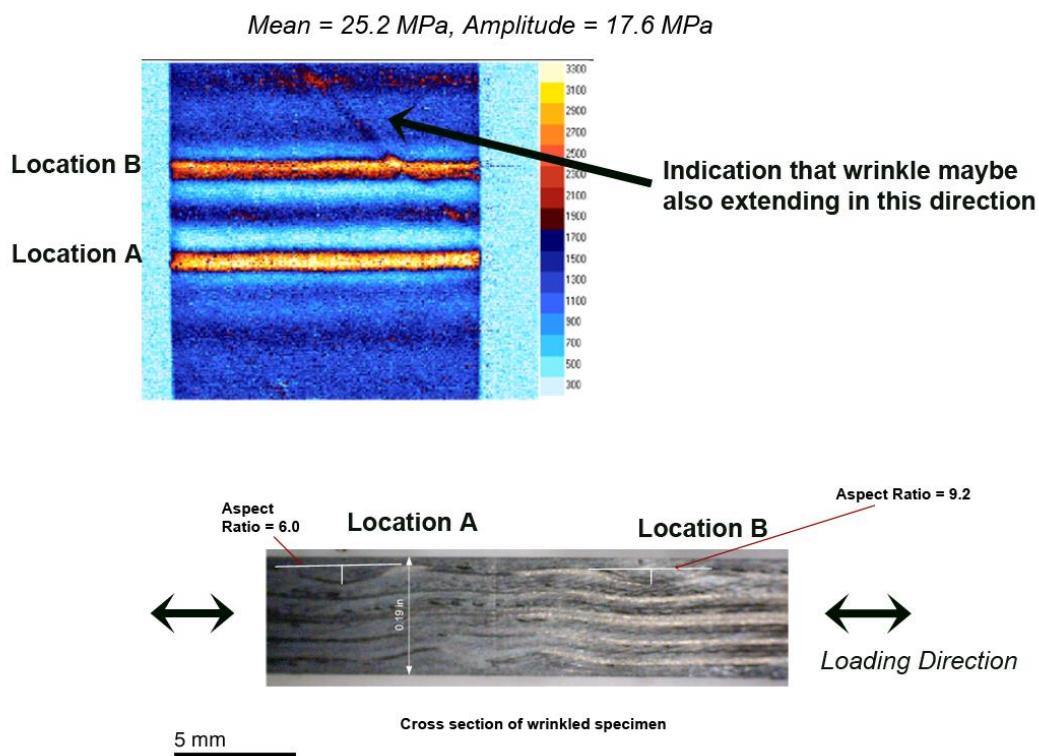 Mean = 25.2 MPa, Amplitude = 17.6 MPa
3300
3100
2900
2700
2500
2300
2100
1900
1700
1500
1300
1100
900
700
500
300
Location B
Location A
Indication that wrinkle maybe
also extending in this direction
Aspect
Ratio = 6.0
Location A
Location B
Aspect Ratio = 9.2
0.19 in
Loading Direction
Cross section of wrinkled specimen
5 mm